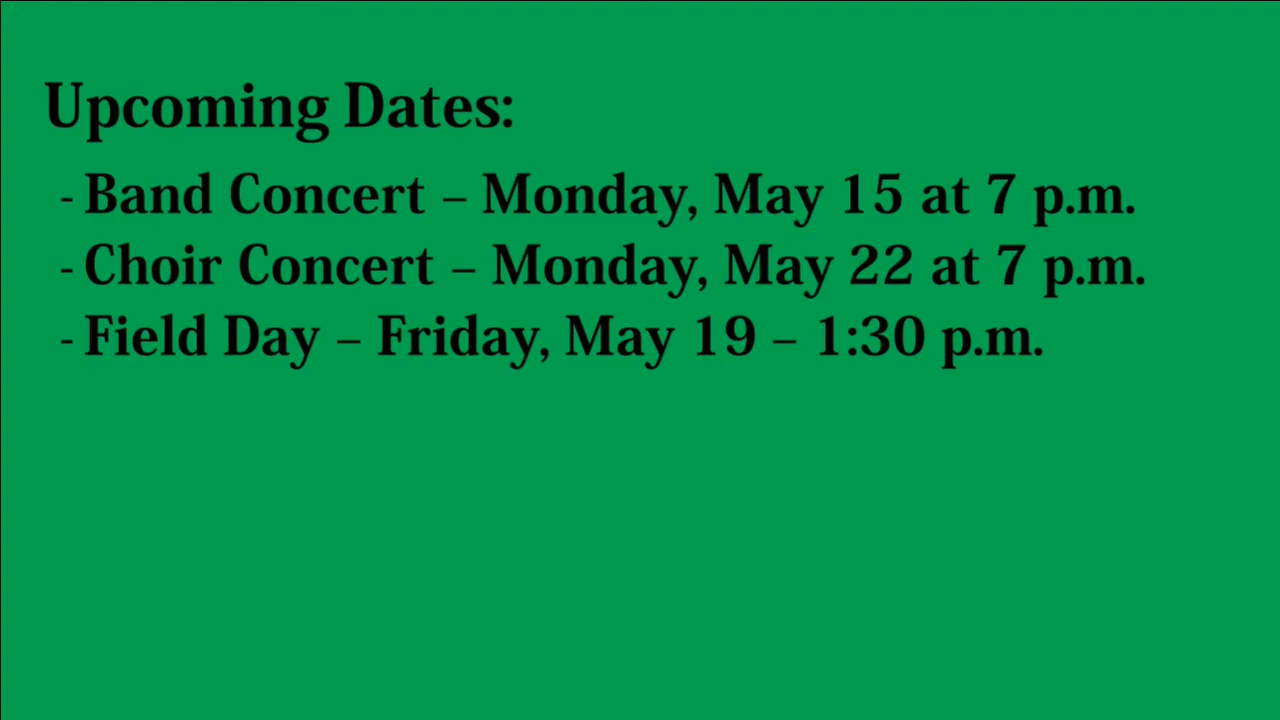 Upcoming Dates:
- Band Concert – Monday, May 15 at 7 p.m.
- Choir Concert – Monday, May 22 at 7 p.m.
- Field Day – Friday, May 19 – 1:30 p.m.